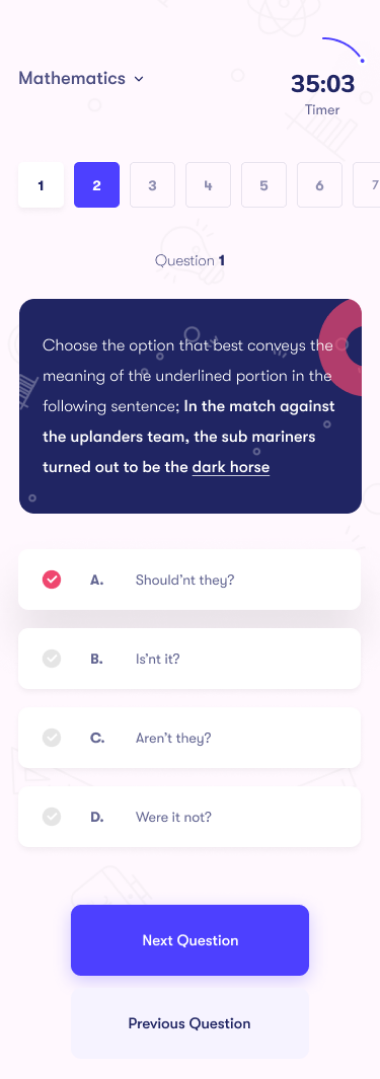 Mathematics
35:03
Timer
1 2 3 4 5 6 7
Question 1
Choose the option that best conveys the
meaning of the underlined portion in the
following sentence; In the match against
the uplanders team, the sub mariners
turned out to be the dark horse
A. Should'nt they?
B. Is'nt it?
C. Aren't they?
D. Were it not?
Next Question
Previous Question